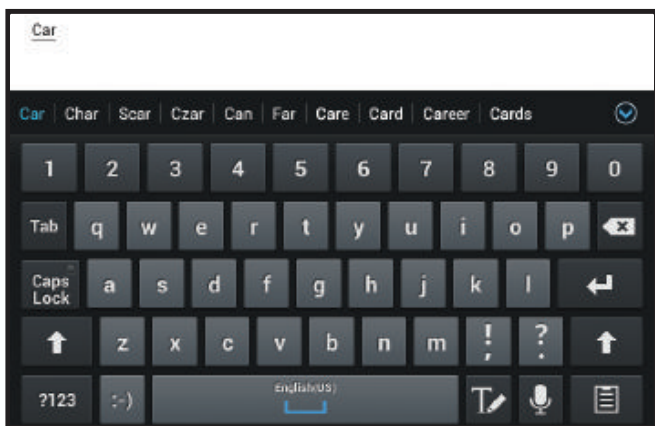 Car
Car Char Scar Czar Can Far Care Card Career Cards
1 2 3 4 5 6 7 8 9 0
Tab q w e r t y u i o p
Caps Lock a s d f g h j k l
z x c v b n m ! , ? .
?123 :-) English(US)